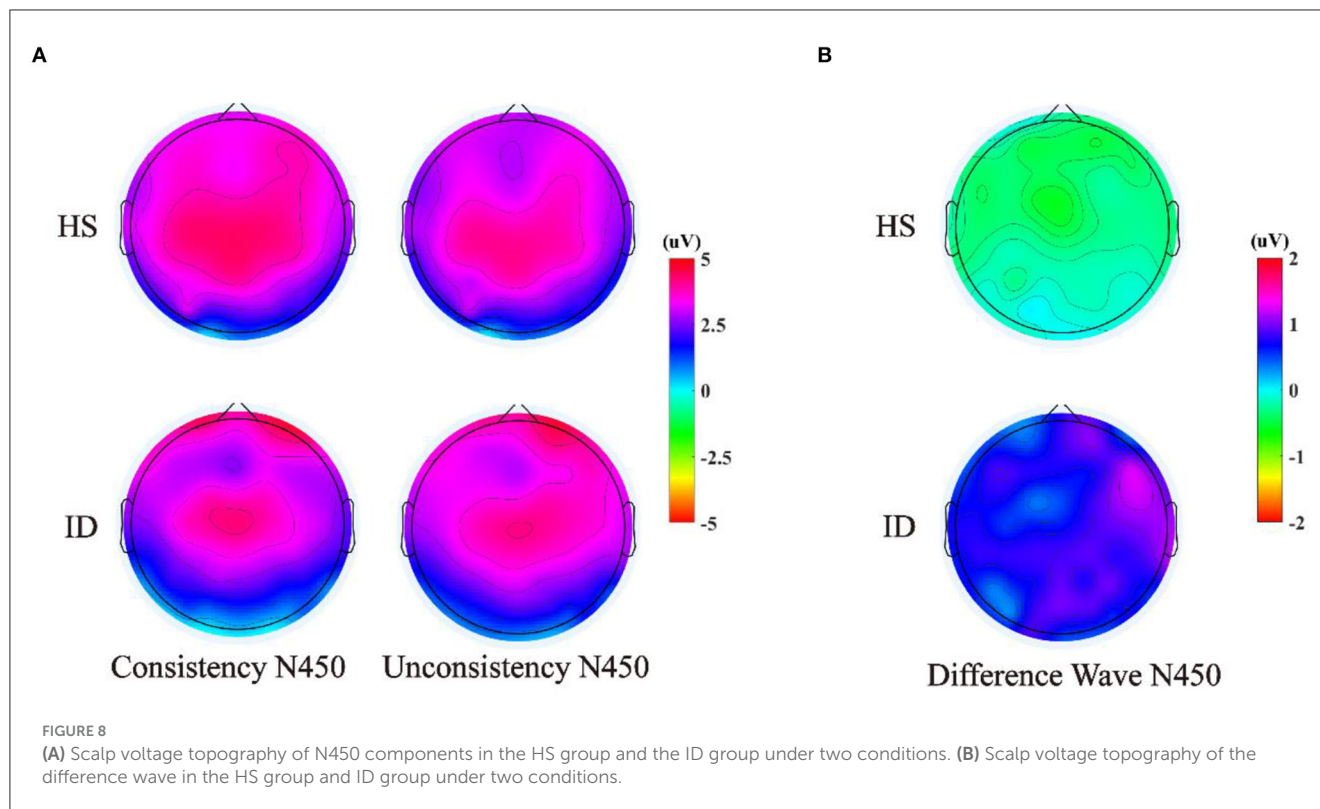 A
B
HS
HS
(uV)
5
2.5
0
-2.5
-5
(uV)
2
1
0
-1
-2
ID
ID
Consistency N450
Unconsistency N450
Difference Wave N450
FIGURE 8
(A) Scalp voltage topography of N450 components in the HS group and the ID group under two conditions. (B) Scalp voltage topography of the
difference wave in the HS group and ID group under two conditions.